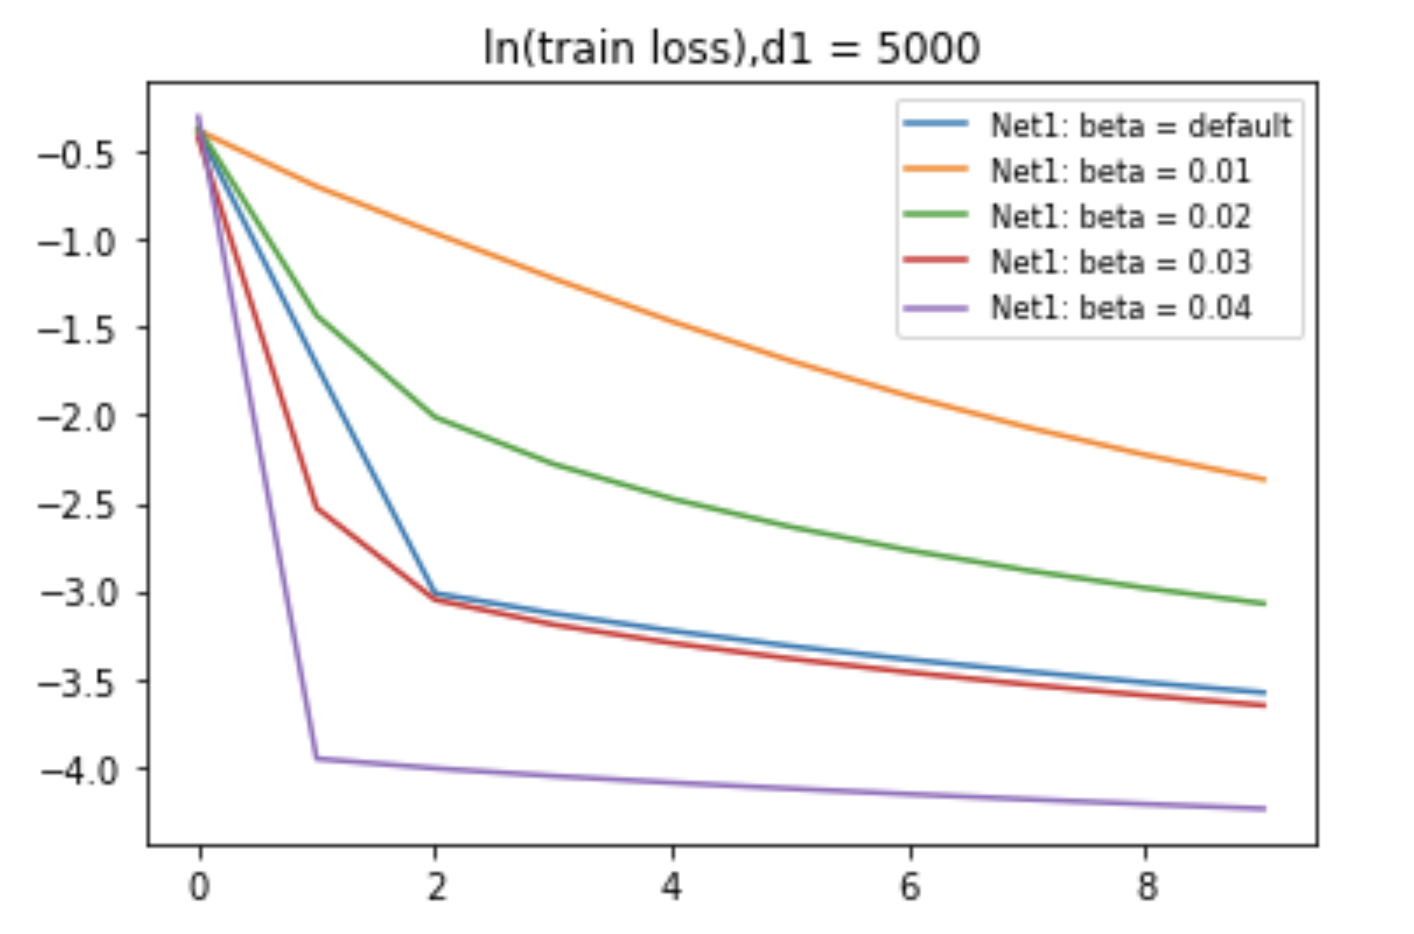 ln(train loss),d1 = 5000
Net1: beta = default
Net1: beta = 0.01
Net1: beta = 0.02
Net1: beta = 0.03
Net1: beta = 0.04
−0.5
−1.0
−1.5
−2.0
−2.5
−3.0
−3.5
−4.0
0 2 4 6 8